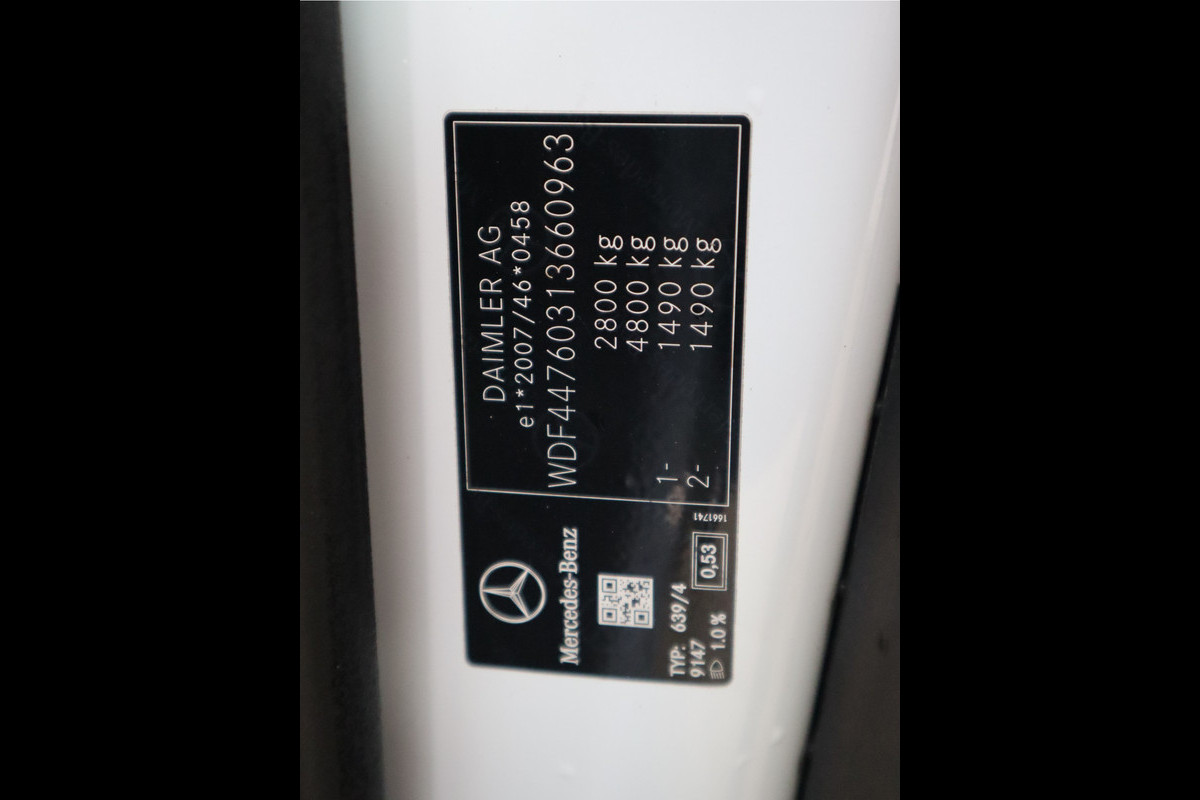 DAIMLER AG
e1*2007/46*0458
WDF44760313660963
2800 kg
4800 kg
1- 1490 kg
2- 1490 kg
Mercedes-Benz
TYP: 639/4
9147
1.0 %
0,53
1661741